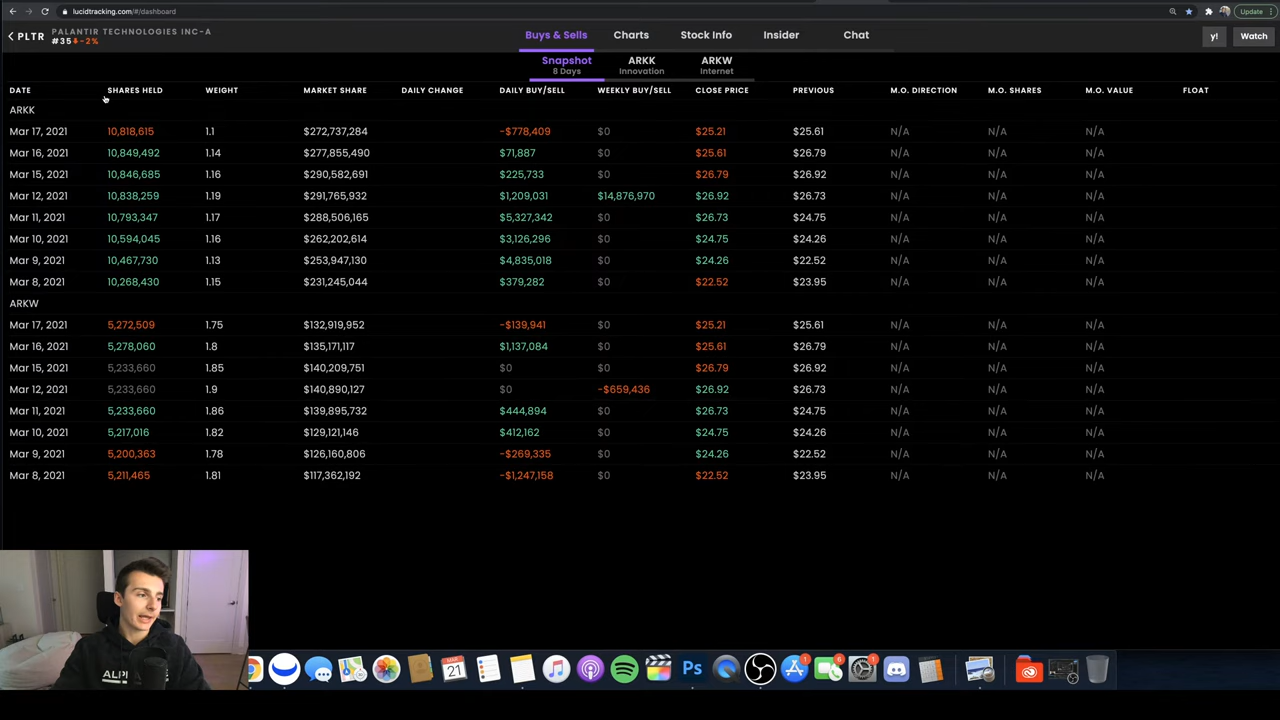 lucidtracking.com/#/dashboard
Update
PLTR
PALANTIR TECHNOLOGIES INC-A
#35 -2%
Buys & Sells Charts Stock Info Insider Chat
y! Watch
Snapshot ARKK ARKW
8 Days Innovation Internet
DATE SHARES HELD WEIGHT MARKET SHARE DAILY CHANGE DAILY BUY/SELL WEEKLY BUY/SELL CLOSE PRICE PREVIOUS M.O. DIRECTION M.O. SHARES M.O. VALUE FLOAT
ARKK
Mar 17, 2021 10,818,615 1.1 $272,737,284 -$778,409 $0 $25.21 $25.61 N/A N/A N/A
Mar 16, 2021 10,849,492 1.14 $277,855,490 $71,887 $0 $25.61 $26.79 N/A N/A N/A
Mar 15, 2021 10,846,685 1.16 $290,582,691 $225,733 $0 $26.79 $26.92 N/A N/A N/A
Mar 12, 2021 10,838,259 1.19 $291,765,932 $1,209,031 $14,876,970 $26.92 $26.73 N/A N/A N/A
Mar 11, 2021 10,793,347 1.17 $288,506,165 $5,327,342 $0 $26.73 $24.75 N/A N/A N/A
Mar 10, 2021 10,594,045 1.16 $262,202,614 $3,126,296 $0 $24.75 $24.26 N/A N/A N/A
Mar 9, 2021 10,467,730 1.13 $253,947,130 $4,835,018 $0 $24.26 $22.52 N/A N/A N/A
Mar 8, 2021 10,268,430 1.15 $231,245,044 $379,282 $0 $22.52 $23.95 N/A N/A N/A
ARKW
Mar 17, 2021 5,272,509 1.75 $132,919,952 -$139,941 $0 $25.21 $25.61 N/A N/A N/A
Mar 16, 2021 5,278,060 1.8 $135,171,117 $1,137,084 $0 $25.61 $26.79 N/A N/A N/A
Mar 15, 2021 5,233,660 1.85 $140,209,751 $0 $0 $26.79 $26.92 N/A N/A N/A
Mar 12, 2021 5,233,660 1.9 $140,890,127 $0 -$659,436 $26.92 $26.73 N/A N/A N/A
Mar 11, 2021 5,233,660 1.86 $139,895,732 $444,894 $0 $26.73 $24.75 N/A N/A N/A
Mar 10, 2021 5,217,016 1.82 $129,121,146 $412,162 $0 $24.75 $24.26 N/A N/A N/A
Mar 9, 2021 5,200,363 1.78 $126,160,806 -$269,335 $0 $24.26 $22.52 N/A N/A N/A
Mar 8, 2021 5,211,465 1.81 $117,362,192 -$1,247,158 $0 $22.52 $23.95 N/A N/A N/A
MAR
21
Ps
1
6
1